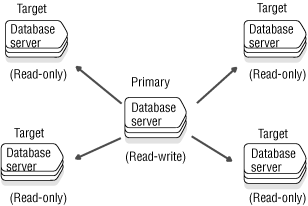 Target
Database
server
(Read-only)
Target
Database
server
(Read-only)
Primary
Database
server
(Read-write)
Target
Database
server
(Read-only)
Target
Database
server
(Read-only)